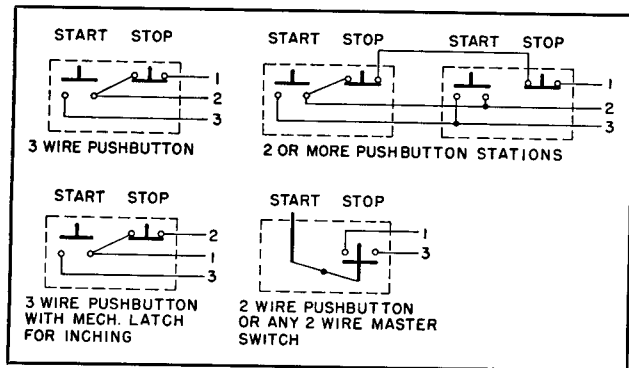 START STOP
1
2
3
3 WIRE PUSHBUTTON
START STOP START STOP
1
2
3
2 OR MORE PUSHBUTTON STATIONS
START STOP
2
1
3
3 WIRE PUSHBUTTON
WITH MECH. LATCH
FOR INCHING
START STOP
1
3
2 WIRE PUSHBUTTON
OR ANY 2 WIRE MASTER
SWITCH